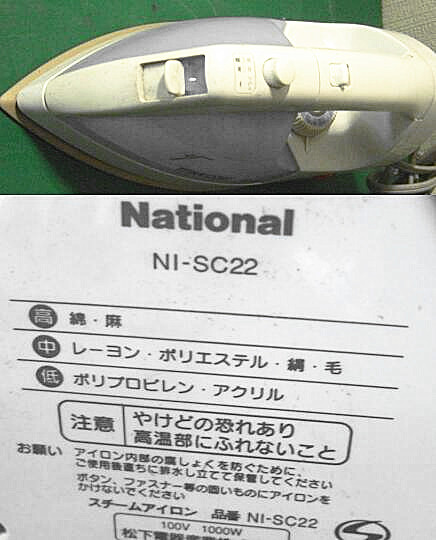 National
NI-SC22
高 綿・麻
中 レーヨン・ポリエステル・絹・毛
低 ポリプロピレン・アクリル
注意 やけどの恐れあり
高温部にふれないこと
お願い アイロン内部の腐しょくを防ぐために、
ご使用後直ちに排水し立てて保管してください
ボタン、ファスナー等の固いものにアイロンを
かけないでください
スチームアイロン 品番 NI-SC22
100V 1000W
松下電器産業